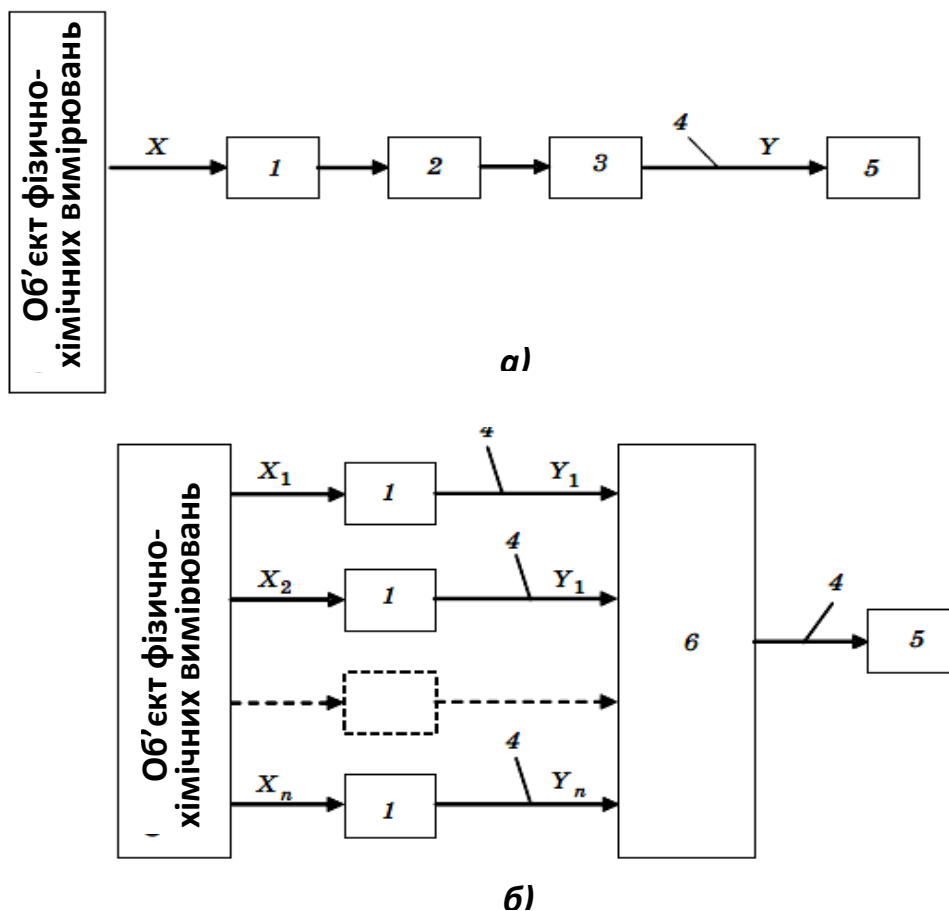 Об’єкт фізично-
хімічних вимірювань
X
1
2
3
4
Y
5
а)
Об’єкт фізично-
хімічних вимірювань
X1
1
4
Y1
X2
1
4
Y1
6
4
5
Xn
1
4
Yn
б)